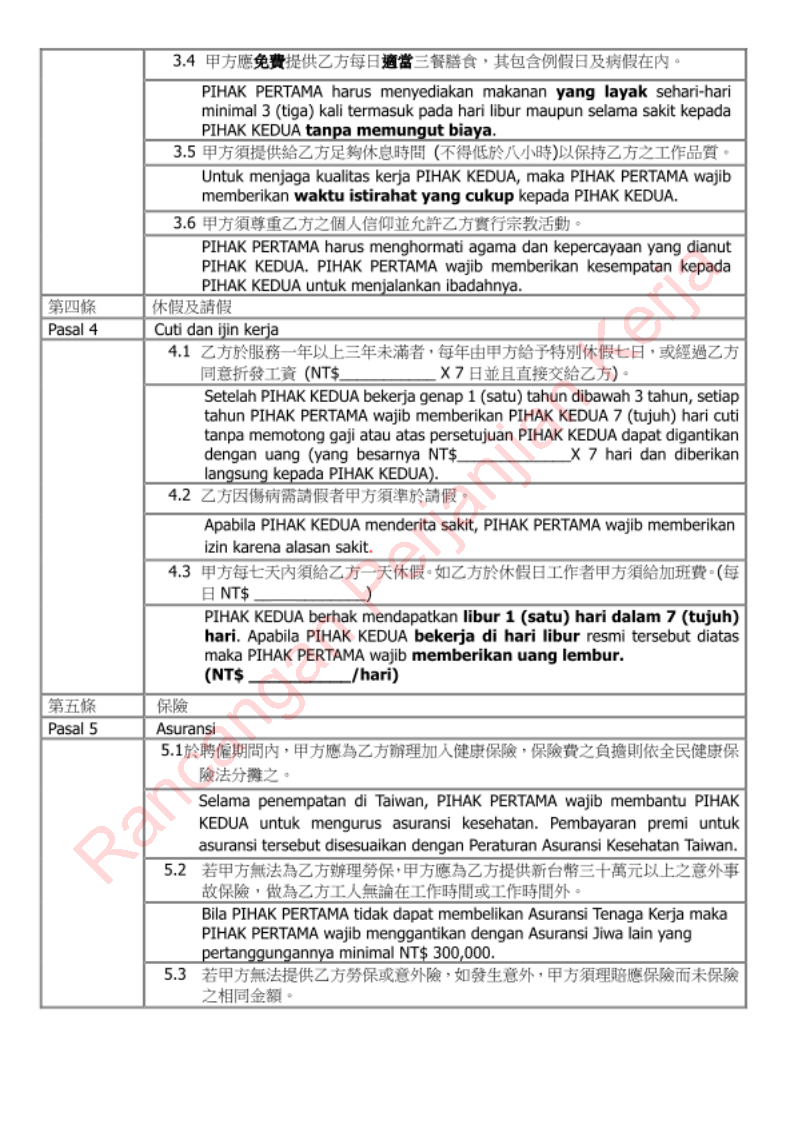 3.4 甲方應免費提供乙方每日適當三餐膳食，其包含例假日及病假在內。
PIHAK PERTAMA harus menyediakan makanan yang layak sehari-hari
minimal 3 (tiga) kali termasuk pada hari libur maupun selama sakit kepada
PIHAK KEDUA tanpa memungut biaya.
3.5 甲方須提供給乙方足夠休息時間 (不得低於八小時)以保持乙方之工作品質。
Untuk menjaga kualitas kerja PIHAK KEDUA, maka PIHAK PERTAMA wajib
memberikan waktu istirahat yang cukup kepada PIHAK KEDUA.
3.6 甲方須尊重乙方之個人信仰並允許乙方實行宗教活動。
PIHAK PERTAMA harus menghormati agama dan kepercayaan yang dianut
PIHAK KEDUA. PIHAK PERTAMA wajib memberikan kesempatan kepada
PIHAK KEDUA untuk menjalankan ibadahnya.
第四條 休假及請假
Pasal 4 Cuti dan ijin kerja
4.1 乙方於服務一年以上三年未滿者，每年由甲方給予特別休假七日，或經過乙方
同意折發工資 (NT$___________ X 7 日並且直接交給乙方)。
Setelah PIHAK KEDUA bekerja genap 1 (satu) tahun dibawah 3 tahun, setiap
tahun PIHAK PERTAMA wajib memberikan PIHAK KEDUA 7 (tujuh) hari cuti
tanpa memotong gaji atau atas persetujuan PIHAK KEDUA dapat digantikan
dengan uang (yang besarnya NT$_____________X 7 hari dan diberikan
langsung kepada PIHAK KEDUA).
4.2 乙方因傷病需請假者甲方須準於請假。
Apabila PIHAK KEDUA menderita sakit, PIHAK PERTAMA wajib memberikan
izin karena alasan sakit.
4.3 甲方每七天內須給乙方一天休假。如乙方於休假日工作者甲方須給加班費。(每
日 NT$ _____________)
PIHAK KEDUA berhak mendapatkan libur 1 (satu) hari dalam 7 (tujuh)
hari. Apabila PIHAK KEDUA bekerja di hari libur resmi tersebut diatas
maka PIHAK PERTAMA wajib memberikan uang lembur.
(NT$ ___________/hari)
第五條 保險
Pasal 5 Asuransi
5.1於聘僱期間內，甲方應為乙方辦理加入健康保險，保險費之負擔則依全民健康保
險法分攤之。
Selama penempatan di Taiwan, PIHAK PERTAMA wajib membantu PIHAK
KEDUA untuk mengurus asuransi kesehatan. Pembayaran premi untuk
asuransi tersebut disesuaikan dengan Peraturan Asuransi Kesehatan Taiwan.
5.2 若甲方無法為乙方辦理勞保，甲方應為乙方提供新台幣三十萬元以上之意外事
故保險，做為乙方工人無論在工作時間或工作時間外。
Bila PIHAK PERTAMA tidak dapat membelikan Asuransi Tenaga Kerja maka
PIHAK PERTAMA wajib menggantikan dengan Asuransi Jiwa lain yang
pertanggungannya minimal NT$ 300,000.
5.3 若甲方無法提供乙方勞保或意外險，如發生意外，甲方須理賠應保險而未保險
之相同金額。
Rancangan Perjanjian Kerja